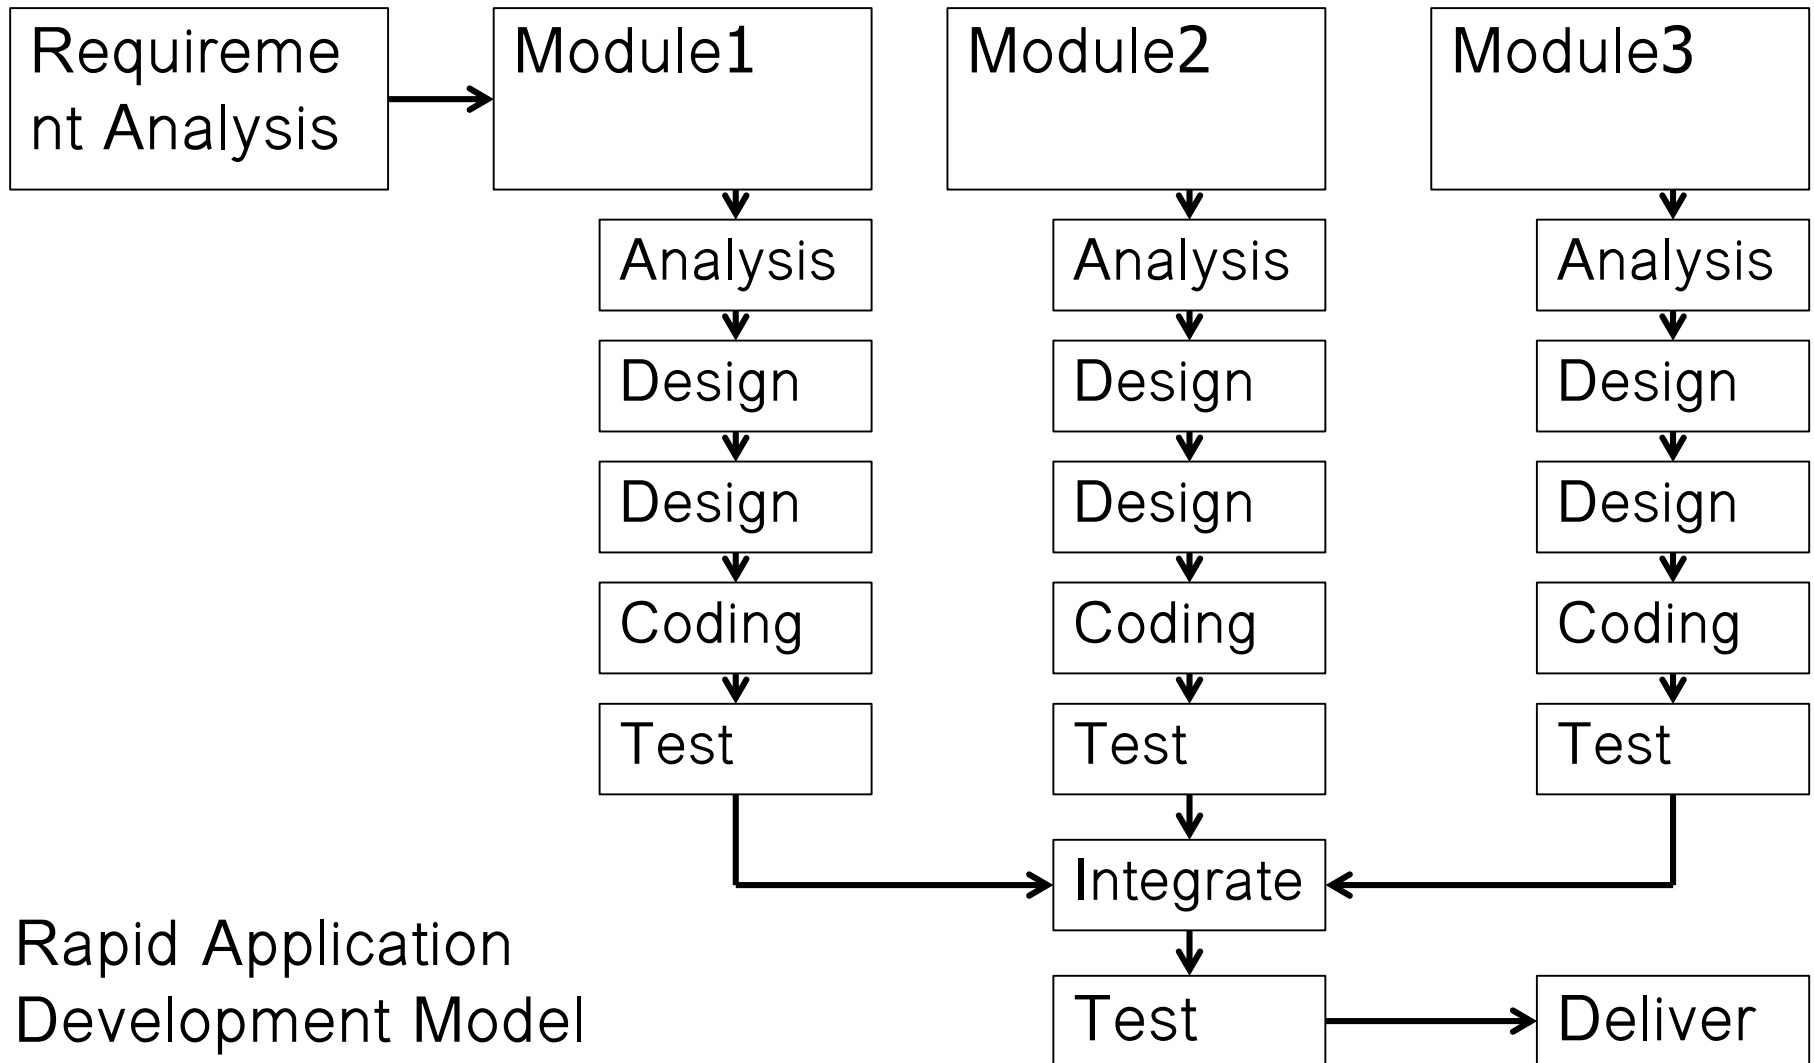 Requireme
nt Analysis
Module1
Module2
Module3
Analysis
Analysis
Analysis
Design
Design
Design
Design
Design
Design
Coding
Coding
Coding
Test
Test
Test
Integrate
Rapid Application
Development Model
Test
Deliver